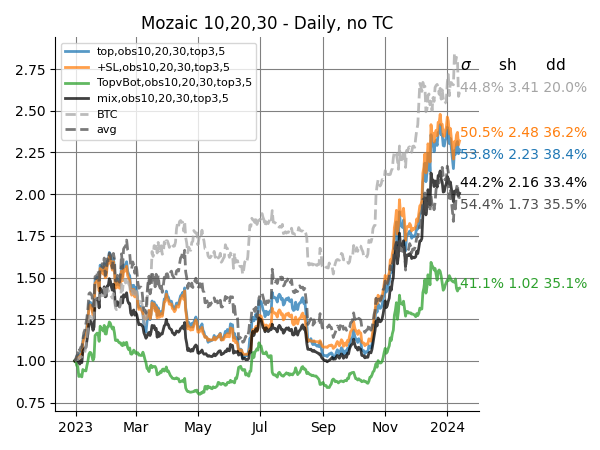 Mozaic 10,20,30 - Daily, no TC
top,obs10,20,30,top3,5
+SL,obs10,20,30,top3,5
TopvBot,obs10,20,30,top3,5
mix,obs10,20,30,top3,5
BTC
avg
σ sh dd
44.8% 3.41 20.0%
50.5% 2.48 36.2%
53.8% 2.23 38.4%
44.2% 2.16 33.4%
54.4% 1.73 35.5%
41.1% 1.02 35.1%
2.75
2.50
2.25
2.00
1.75
1.50
1.25
1.00
0.75
2023 Mar May Jul Sep Nov 2024